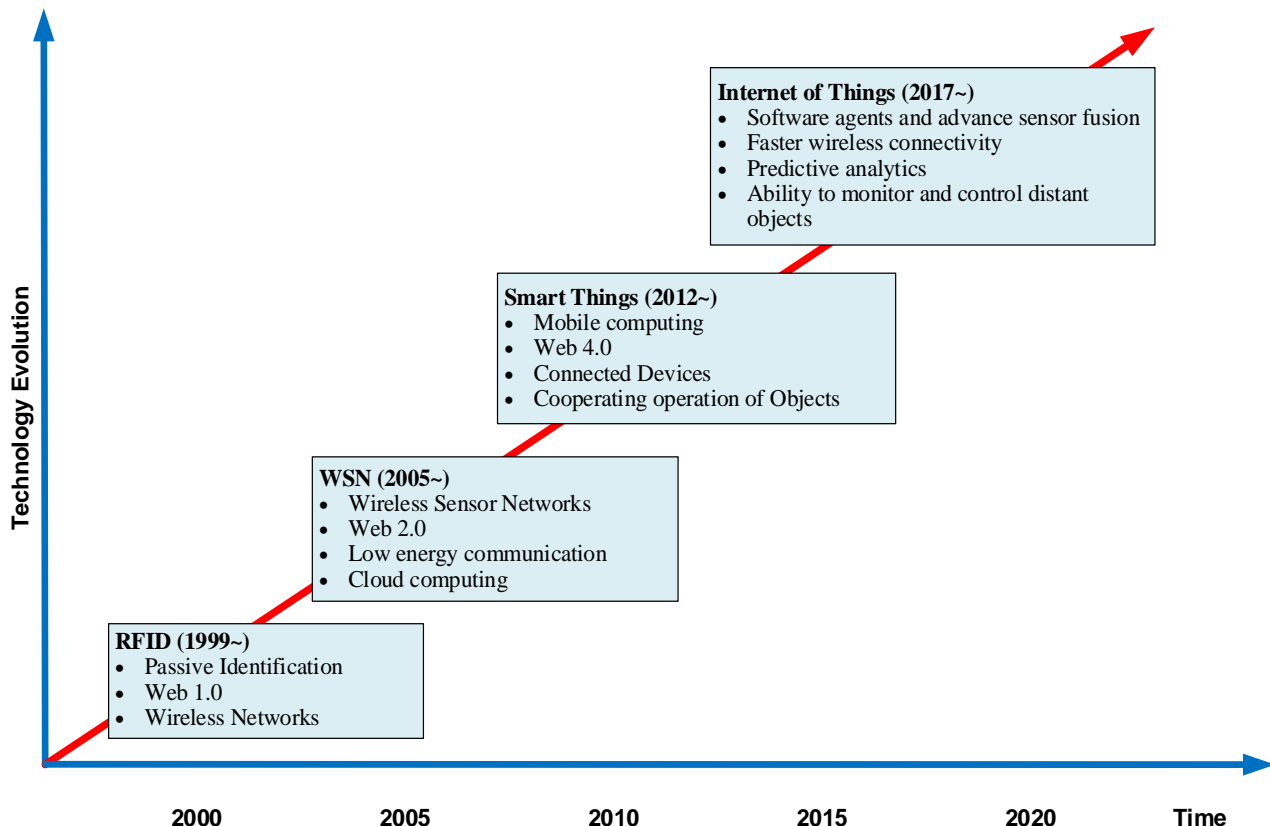 Internet of Things (2017~)
• Software agents and advance sensor fusion
• Faster wireless connectivity
• Predictive analytics
• Ability to monitor and control distant
objects
Smart Things (2012~)
• Mobile computing
• Web 4.0
• Connected Devices
• Cooperating operation of Objects
WSN (2005~)
• Wireless Sensor Networks
• Web 2.0
• Low energy communication
• Cloud computing
RFID (1999~)
• Passive Identification
• Web 1.0
• Wireless Networks
Technology Evolution
2000 2005 2010 2015 2020 Time